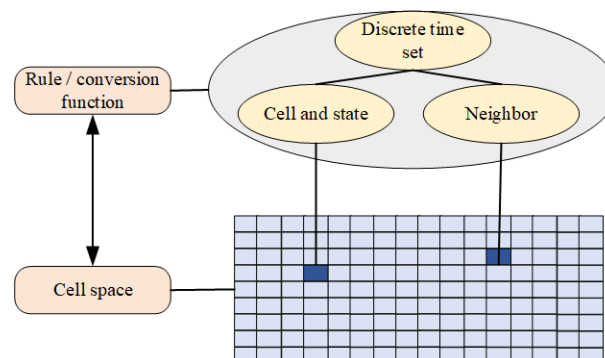 Discrete time
set
Rule / conversion
function
Cell and state
Neighbor
Cell space